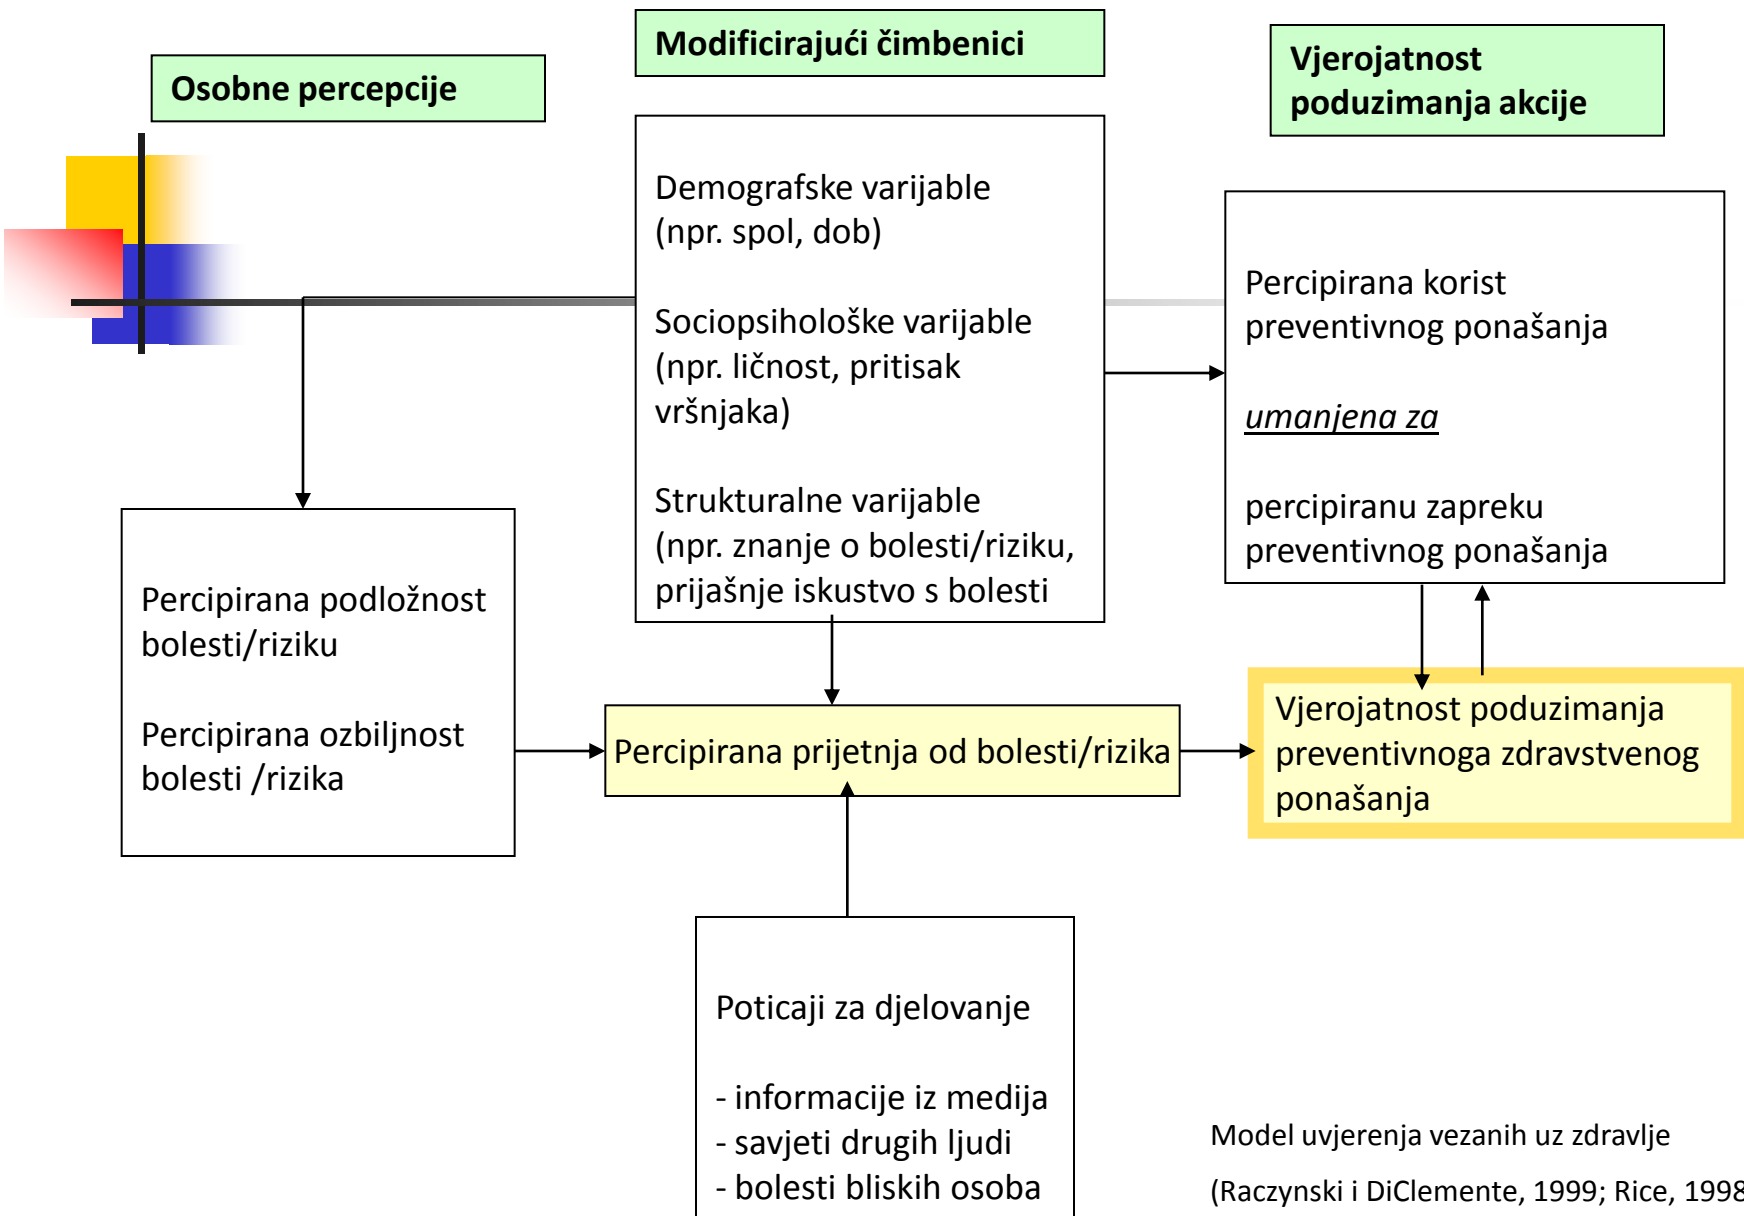 Osobne percepcije
Modificirajući čimbenici
Vjerojatnost
poduzimanja akcije
Demografske varijable
(npr. spol, dob)
Sociopsihološke varijable
(npr. ličnost, pritisak
vršnjaka)
Strukturalne varijable
(npr. znanje o bolesti/riziku,
prijašnje iskustvo s bolesti
Percipirana korist
preventivnog ponašanja
umanjena za
percipiranu zapreku
preventivnog ponašanja
Percipirana podložnost
bolesti/riziku
Percipirana ozbiljnost
bolesti /rizika
Percipirana prijetnja od bolesti/rizika
Vjerojatnost poduzimanja
preventivnoga zdravstvenog
ponašanja
Poticaji za djelovanje
- informacije iz medija
- savjeti drugih ljudi
- bolesti bliskih osoba
Model uvjerenja vezanih uz zdravlje
(Raczynski i DiClemente, 1999; Rice, 1998